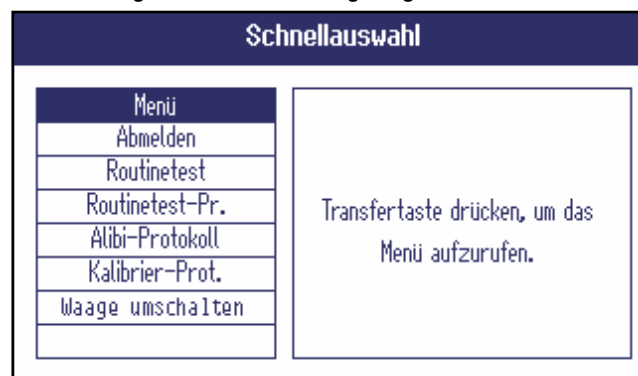 Schnellauswahl
Menü
Abmelden
Routinetest
Routinetest-Pr.
Alibi-Protokoll
Kalibrier-Prot.
Waage umschalten
Transfertaste drücken, um das
Menü aufzurufen.